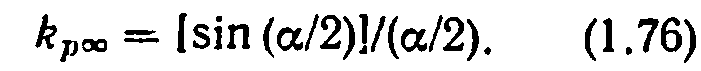 k_{p∞} = [sin (α/2)]/(α/2). (1.76)